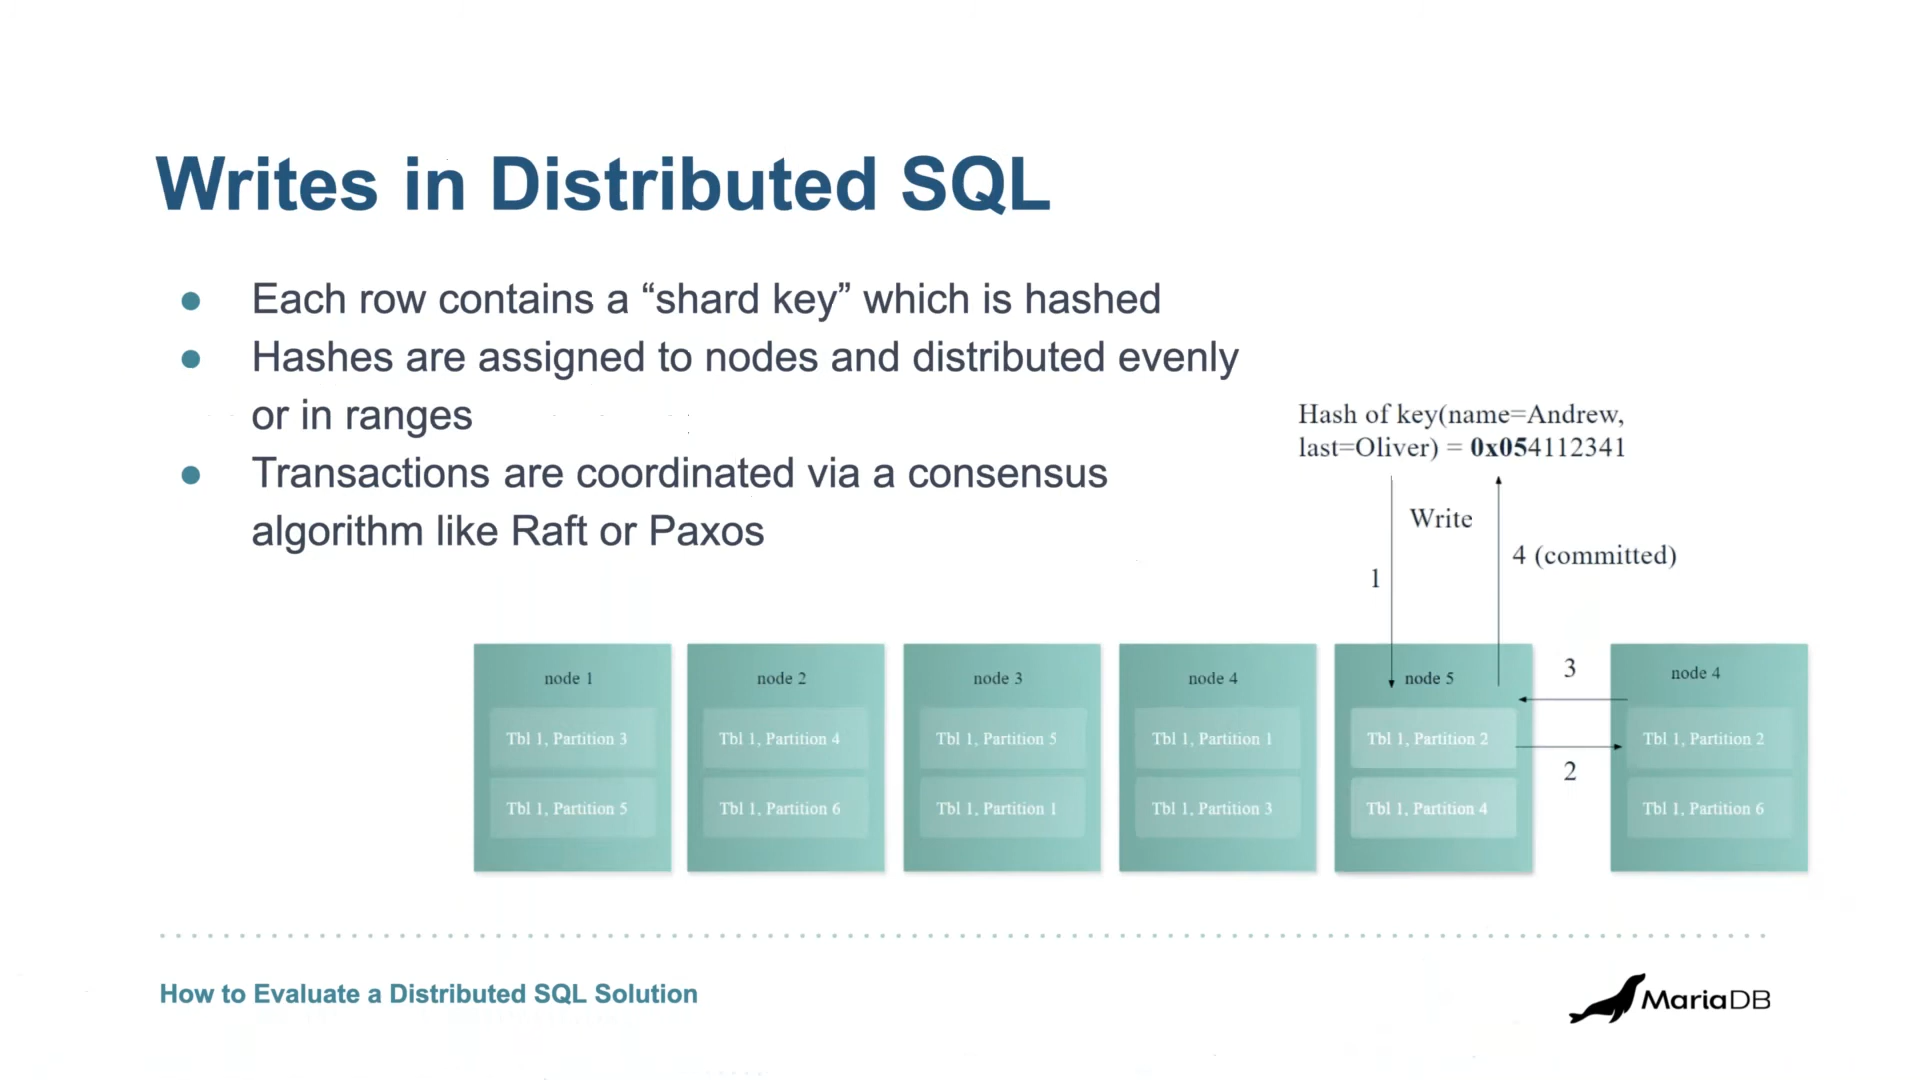 Writes in Distributed SQL
● Each row contains a “shard key” which is hashed
● Hashes are assigned to nodes and distributed evenly
or in ranges
● Transactions are coordinated via a consensus
algorithm like Raft or Paxos
Hash of key(name=Andrew,
last=Oliver) = 0x054112341
Write
4 (committed)
1
node 1
Tbl 1, Partition 3
Tbl 1, Partition 5
node 2
Tbl 1, Partition 4
Tbl 1, Partition 6
node 3
Tbl 1, Partition 5
Tbl 1, Partition 1
node 4
Tbl 1, Partition 1
Tbl 1, Partition 3
node 5
Tbl 1, Partition 2
Tbl 1, Partition 4
3
2
node 4
Tbl 1, Partition 2
Tbl 1, Partition 6
How to Evaluate a Distributed SQL Solution
MariaDB